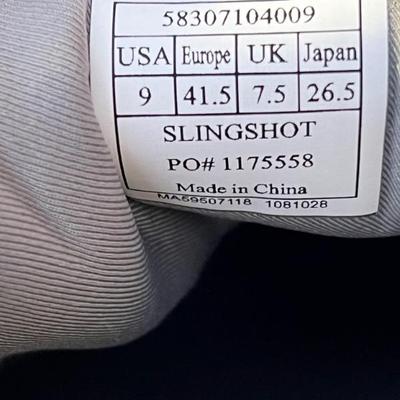 58307104009
USA Europe UK Japan
9 41.5 7.5 26.5
SLINGSHOT
PO# 1175558
Made in China
MA59507118 1081028